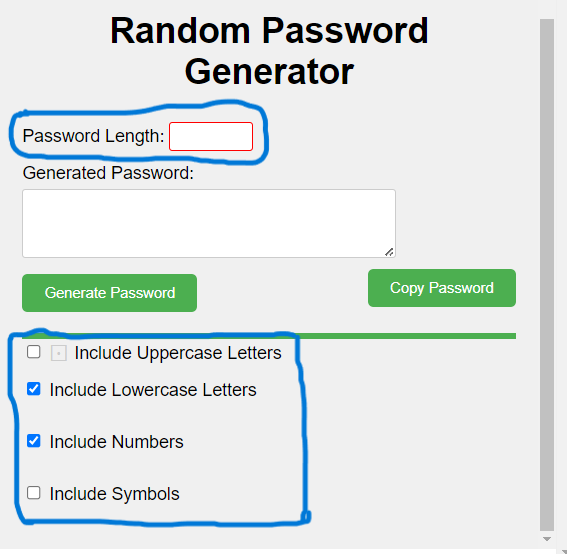 Random Password
Generator
Password Length:
Generated Password:
Generate Password
Copy Password
Include Uppercase Letters
Include Lowercase Letters
Include Numbers
Include Symbols